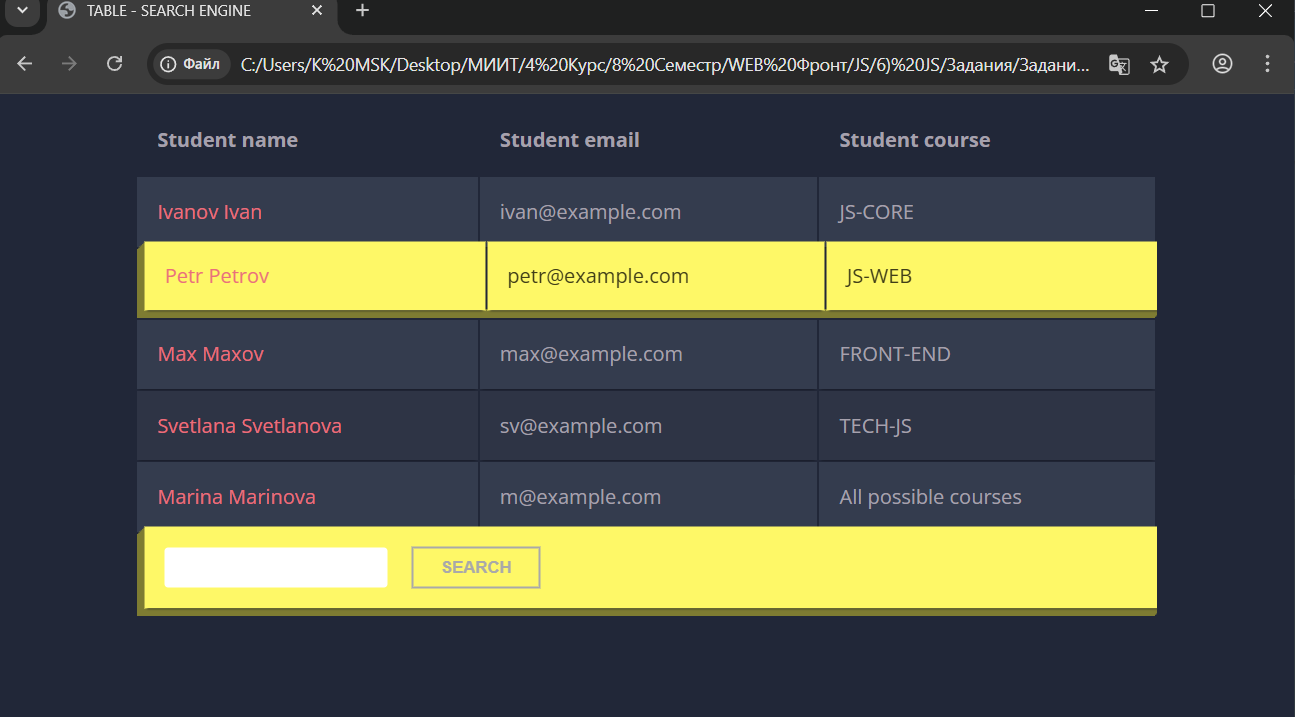 TABLE - SEARCH ENGINE
Файл C:/Users/K%20MSK/Desktop/МИИТ/4%20Курс/8%20Семестр/WEB%20Фронт/JS/6)%20JS/Задания/Задани...
Student name Student email Student course
Ivanov Ivan ivan@example.com JS-CORE
Petr Petrov petr@example.com JS-WEB
Max Maxov max@example.com FRONT-END
Svetlana Svetlanova sv@example.com TECH-JS
Marina Marinova m@example.com All possible courses
SEARCH